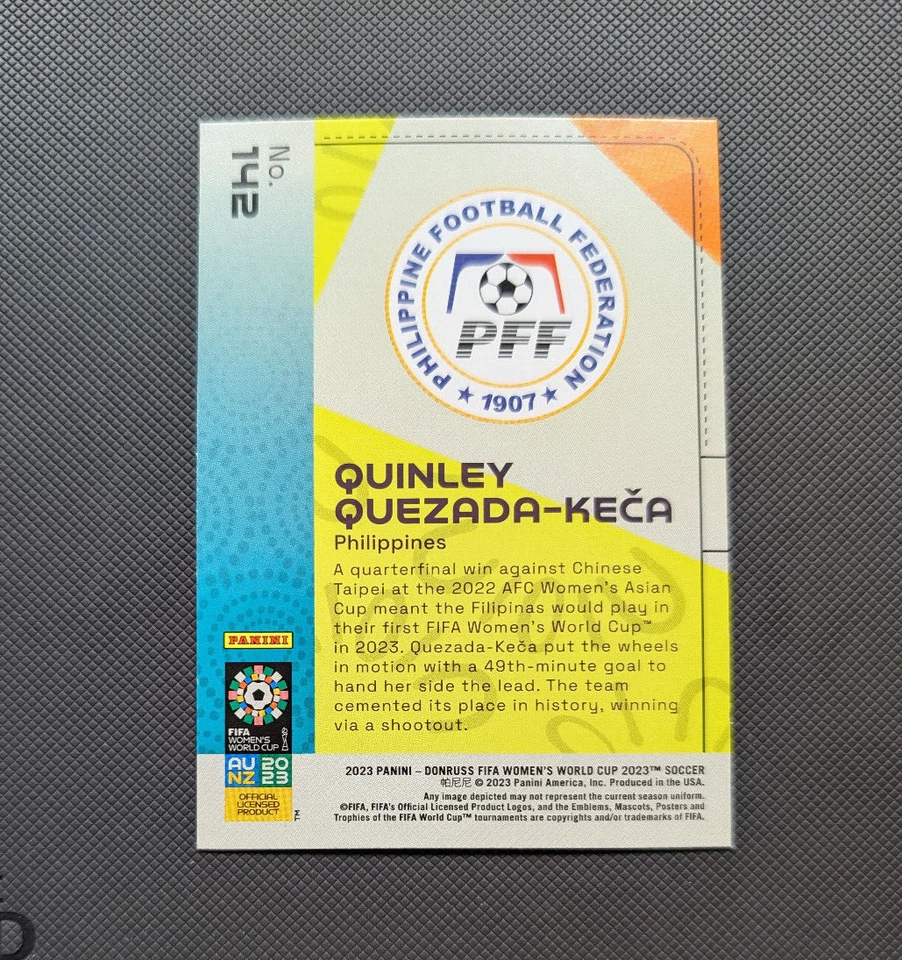 No.
142
PHILIPPINE FOOTBALL FEDERATION
PFF
★ 1907 ★
QUINLEY
QUEZADA-KEČA
Philippines
A quarterfinal win against Chinese
Taipei at the 2022 AFC Women's Asian
Cup meant the Filipinas would play in
their first FIFA Women's World Cup™
in 2023. Quezada-Keča put the wheels
in motion with a 49th-minute goal to
hand her side the lead. The team
cemented its place in history, winning
via a shootout.
PANINI
FIFA
WOMEN'S
WORLD CUP
AU 20
NZ 23
OFFICIAL
LICENSED
PRODUCT
TM
2023 PANINI – DONRUSS FIFA WOMEN'S WORLD CUP 2023™ SOCCER
帕尼尼 © 2023 Panini America, Inc. Produced in the USA.
Any image depicted may not represent the current season uniform.
©FIFA, FIFA's Official Licensed Product Logos, and the Emblems, Mascots, Posters and
Trophies of the FIFA World Cup™ tournaments are copyrights and/or trademarks of FIFA.